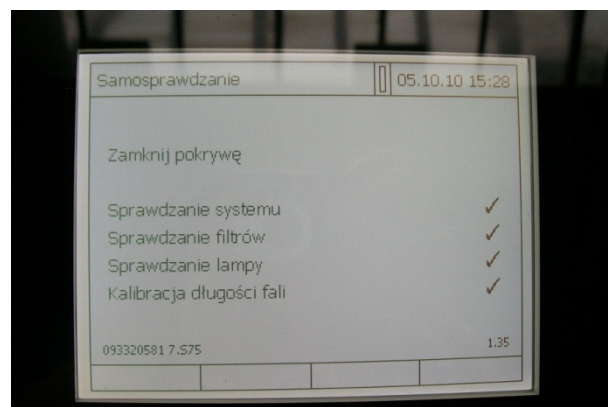 Samosprawdzanie 05.10.10 15:28
Zamknij pokrywę
Sprawdzanie systemu ✓
Sprawdzanie filtrów ✓
Sprawdzanie lampy ✓
Kalibracja długości fali ✓
093320581 7.S75 1.35